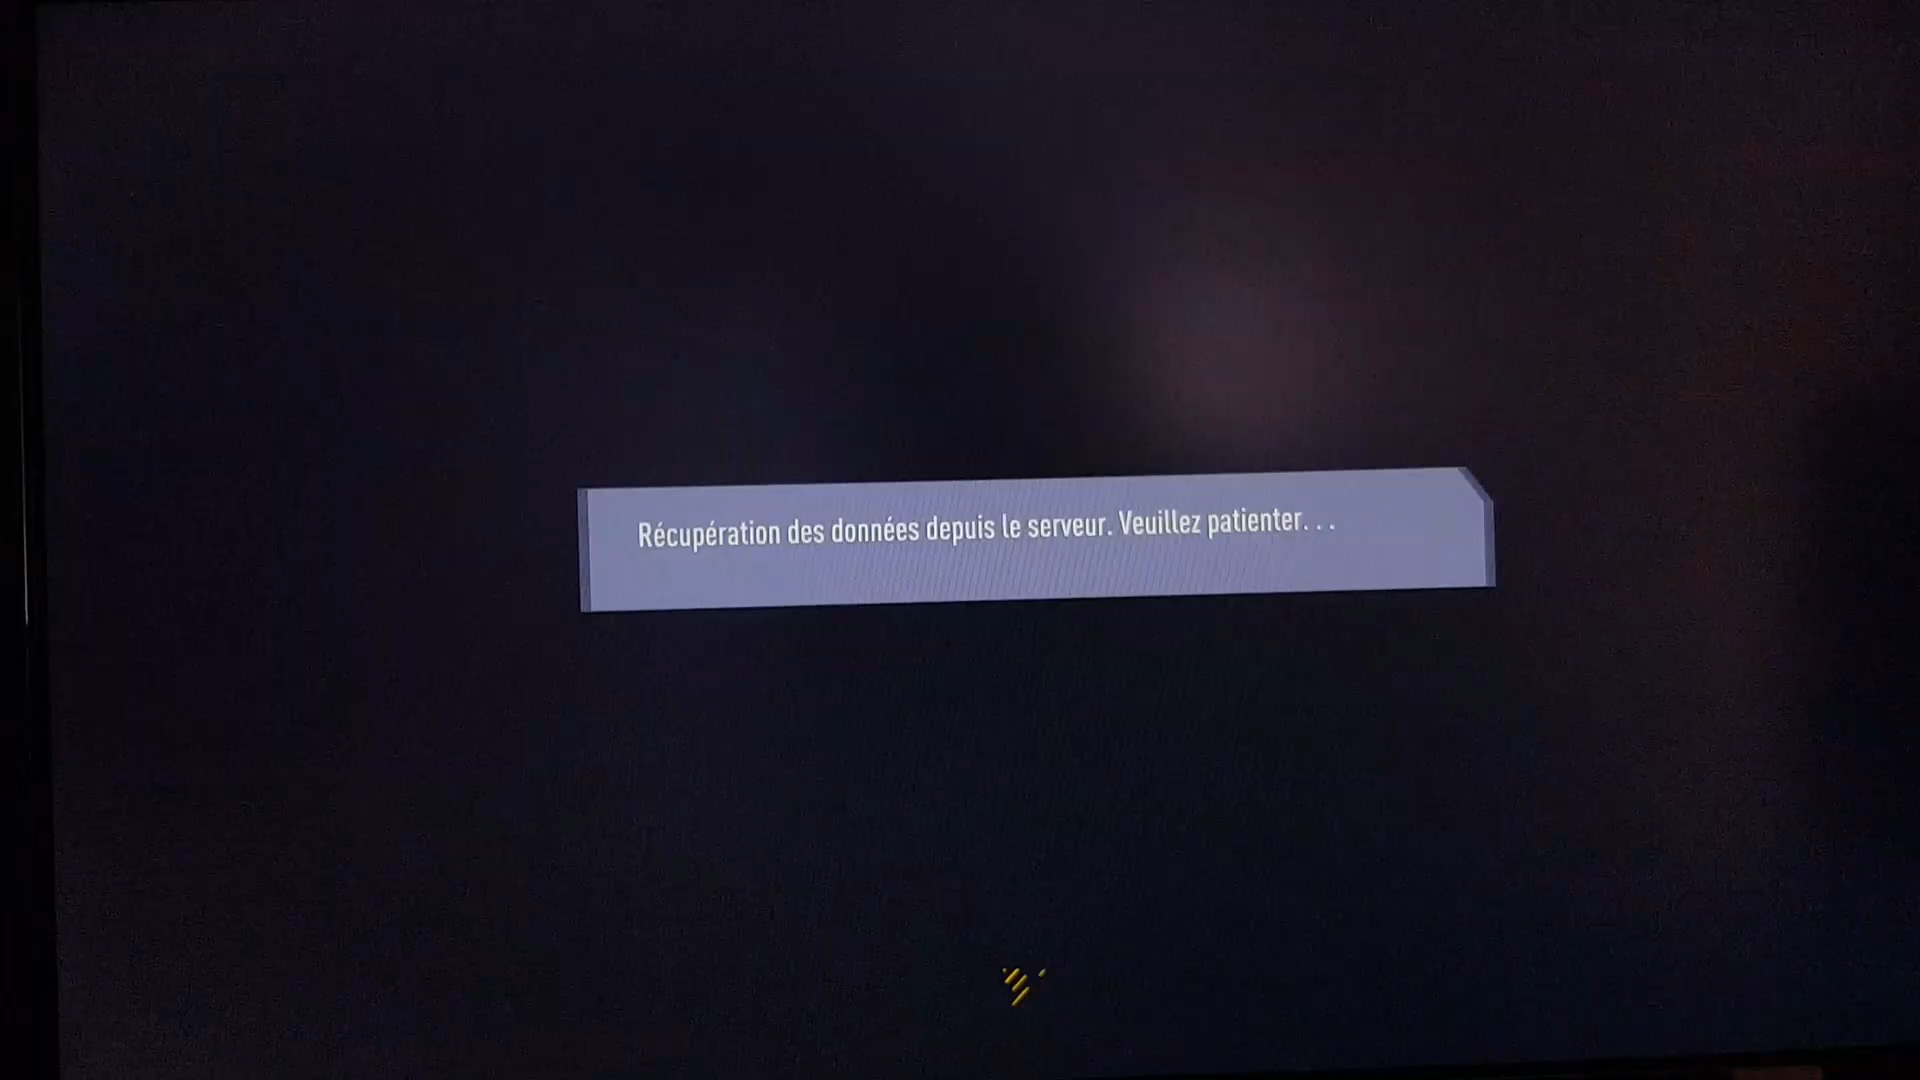 Récupération des données depuis le serveur. Veuillez patienter. . .